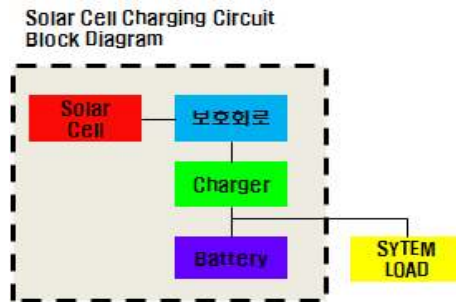 Solar Cell Charging Circuit
Block Diagram
Solar
Cell
보호회로
Charger
Battery
SYTEM
LOAD